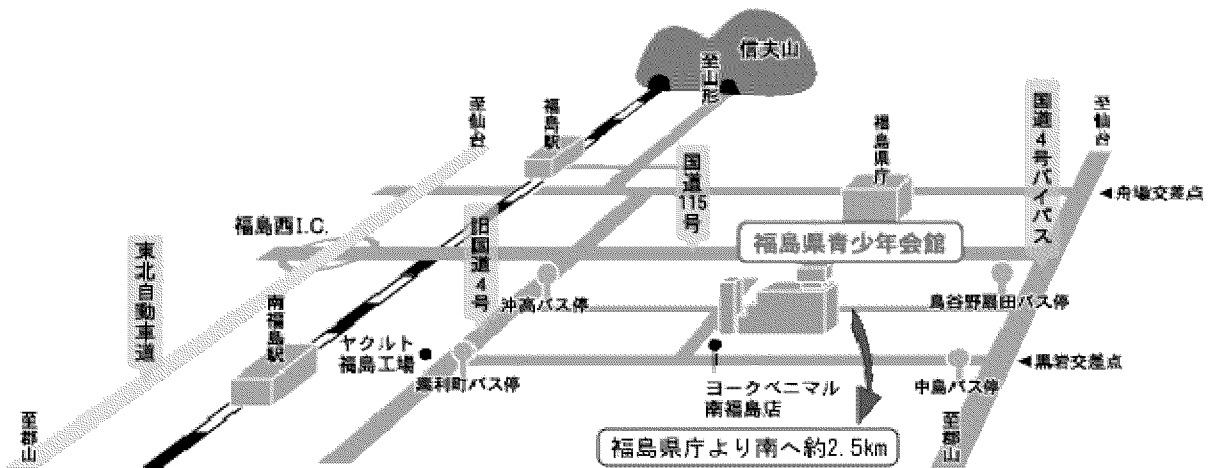 信夫山
至山形
至仙台
福島駅
国道115号
福島県庁
国道4号バイパス
至仙台
◀舟場交差点
福島西I.C.
旧国道4号
福島県青少年会館
東北自動車道
南福島駅
沖高バス停
鳥谷野扇田バス停
ヤクルト
福島工場
ヨークベニマル
南福島店
中島バス停
◀黒岩交差点
至郡山
至郡山
福島県庁より南へ約2.5km